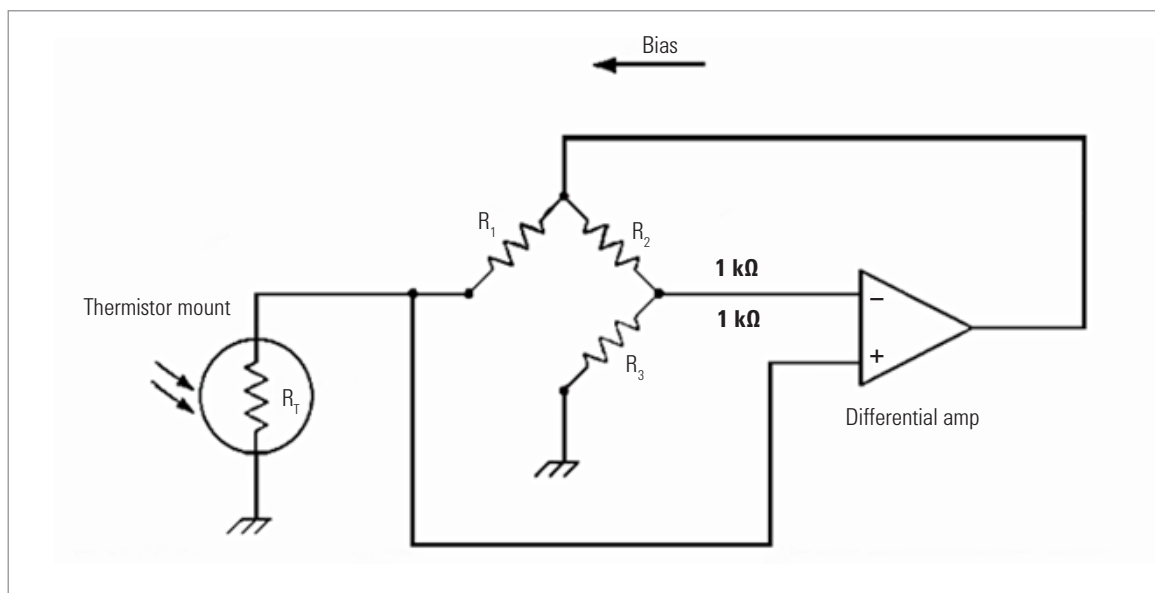 Bias
R1
R2
1 kΩ
Thermistor mount
1 kΩ
−
R3
+
RT
Differential amp